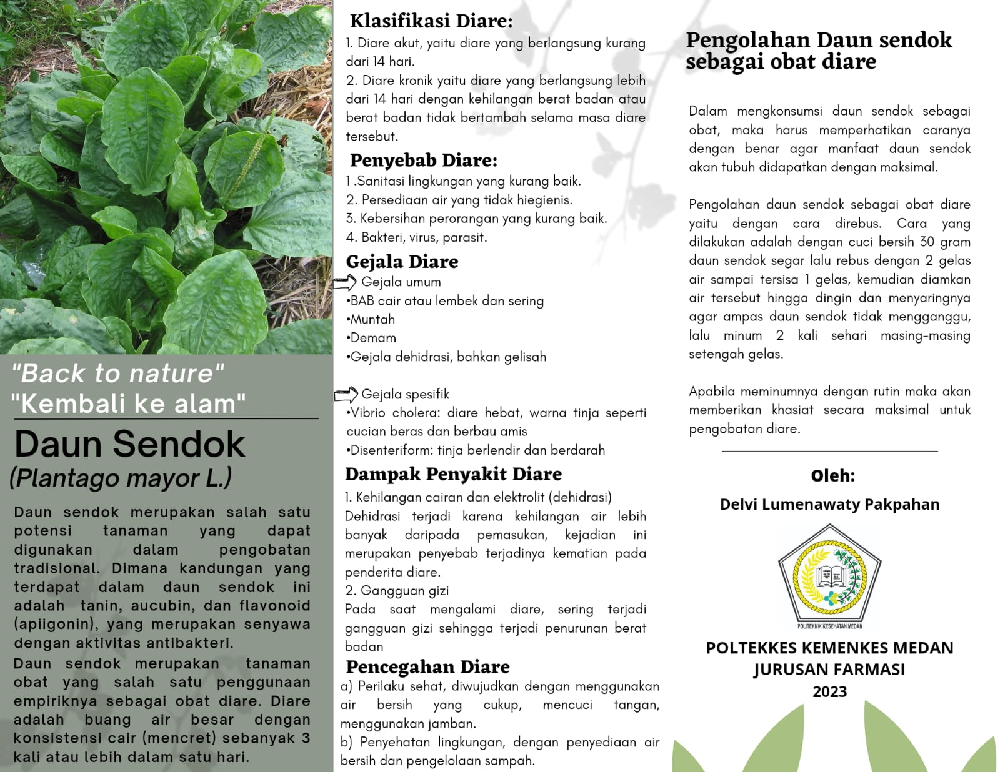 "Back to nature"
"Kembali ke alam"
Daun Sendok
(Plantago mayor L.)
Daun sendok merupakan salah satu
potensi tanaman yang dapat
digunakan dalam pengobatan
tradisional. Dimana kandungan yang
terdapat dalam daun sendok ini
adalah tanin, aucubin, dan flavonoid
(apiigonin), yang merupakan senyawa
dengan aktivitas antibakteri.
Daun sendok merupakan tanaman
obat yang salah satu penggunaan
empiriknya sebagai obat diare. Diare
adalah buang air besar dengan
konsistensi cair (mencret) sebanyak 3
kali atau lebih dalam satu hari.
Klasifikasi Diare:
1. Diare akut, yaitu diare yang berlangsung kurang
dari 14 hari.
2. Diare kronik yaitu diare yang berlangsung lebih
dari 14 hari dengan kehilangan berat badan atau
berat badan tidak bertambah selama masa diare
tersebut.
Penyebab Diare:
1 .Sanitasi lingkungan yang kurang baik.
2. Persediaan air yang tidak hiegienis.
3. Kebersihan perorangan yang kurang baik.
4. Bakteri, virus, parasit.
Gejala Diare
Gejala umum
•BAB cair atau lembek dan sering
•Muntah
•Demam
•Gejala dehidrasi, bahkan gelisah
Gejala spesifik
•Vibrio cholera: diare hebat, warna tinja seperti
cucian beras dan berbau amis
•Disenteriform: tinja berlendir dan berdarah
Dampak Penyakit Diare
1. Kehilangan cairan dan elektrolit (dehidrasi)
Dehidrasi terjadi karena kehilangan air lebih
banyak daripada pemasukan, kejadian ini
merupakan penyebab terjadinya kematian pada
penderita diare.
2. Gangguan gizi
Pada saat mengalami diare, sering terjadi
gangguan gizi sehingga terjadi penurunan berat
badan
Pencegahan Diare
a) Perilaku sehat, diwujudkan dengan menggunakan
air bersih yang cukup, mencuci tangan,
menggunakan jamban.
b) Penyehatan lingkungan, dengan penyediaan air
bersih dan pengelolaan sampah.
Pengolahan Daun sendok
sebagai obat diare
Dalam mengkonsumsi daun sendok sebagai
obat, maka harus memperhatikan caranya
dengan benar agar manfaat daun sendok
akan tubuh didapatkan dengan maksimal.
Pengolahan daun sendok sebagai obat diare
yaitu dengan cara direbus. Cara yang
dilakukan adalah dengan cuci bersih 30 gram
daun sendok segar lalu rebus dengan 2 gelas
air sampai tersisa 1 gelas, kemudian diamkan
air tersebut hingga dingin dan menyaringnya
agar ampas daun sendok tidak mengganggu,
lalu minum 2 kali sehari masing-masing
setengah gelas.
Apabila meminumnya dengan rutin maka akan
memberikan khasiat secara maksimal untuk
pengobatan diare.
Oleh:
Delvi Lumenawaty Pakpahan
POLITEKNIK KESEHATAN MEDAN
POLTEKKES KEMENKES MEDAN
JURUSAN FARMASI
2023